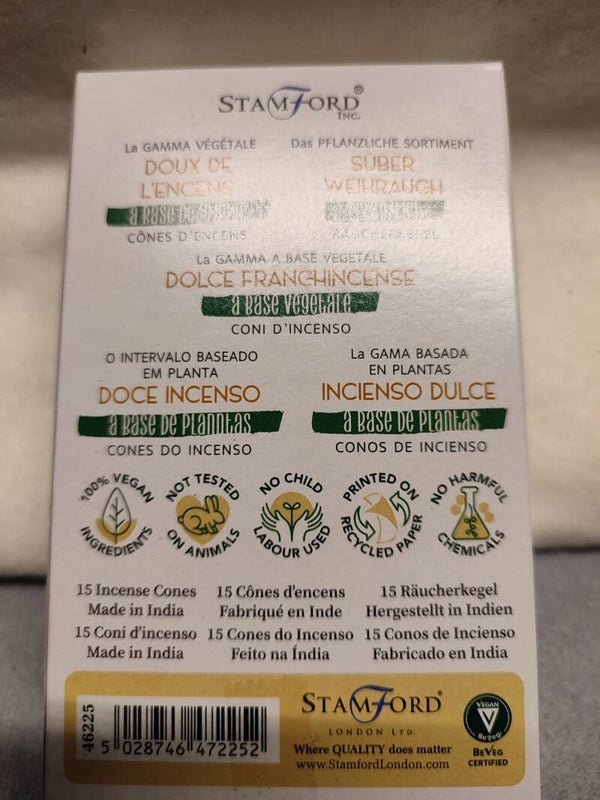 STAMFORD®
INC.
La GAMMA VÉGÉTALE
DOUX DE
L'ENCENS
a Base
CÔNES D'ENCENS
Das PFLANZLICHE SORTIMENT
SÜBER
WEIHRAUCH
RÄUCHERKEGEL
La GAMMA A BASE VEGETALE
DOLCE FRANCHINCENSE
a Base vegetale
CONI D'INCENSO
O INTERVALO BASEADO
EM PLANTA
DOCE INCENSO
a Base de Planntas
CONES DO INCENSO
La GAMA BASADA
EN PLANTAS
INCIENSO DULCE
a Base de Plantas
CONOS DE INCIENSO
100% VEGAN
INGREDIENTS
NOT TESTED
ON ANIMALS
NO CHILD
LABOUR USED
PRINTED ON
RECYCLED PAPER
NO HARMFUL
CHEMICALS
15 Incense Cones
Made in India
15 Cônes d'encens
Fabriqué en Inde
15 Räucherkegel
Hergestellt in Indien
15 Coni d'incenso
Made in India
15 Cones do Incenso
Feito na Índia
15 Conos de Incienso
Fabricado en India
46225
5 028746 472252
STAMFORD®
LONDON LTD.
Where QUALITY does matter
www.StamfordLondon.com
VEGAN
BeVeg
BEVEG
CERTIFIED